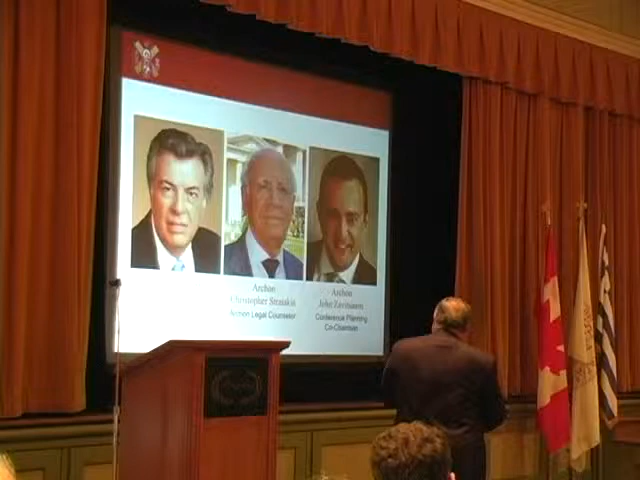 Archon
Christopher Stratakis
Archon Legal Counselor
Archon
John Zavitsanos
Conference Planning
Co-Chairman